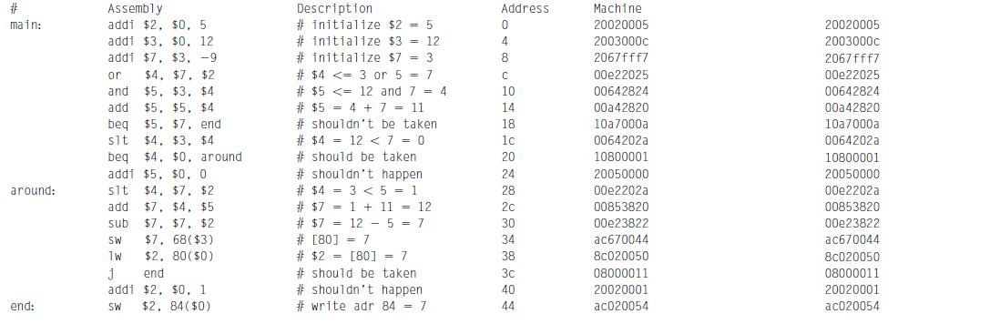 # Assembly Description Address Machine
main: addi $2, $0, 5 # initialize $2 = 5 0 20020005 20020005
addi $3, $0, 12 # initialize $3 = 12 4 2003000c 2003000c
addi $7, $3, −9 # initialize $7 = 3 8 2067fff7 2067fff7
or $4, $7, $2 # $4 <= 3 or 5 = 7 c 00e22025 00e22025
and $5, $3, $4 # $5 <= 12 and 7 = 4 10 00642824 00642824
add $5, $5, $4 # $5 = 4 + 7 = 11 14 00a42820 00a42820
beq $5, $7, end # shouldn't be taken 18 10a7000a 10a7000a
slt $4, $3, $4 # $4 = 12 < 7 = 0 1c 0064202a 0064202a
beq $4, $0, around # should be taken 20 10800001 10800001
addi $5, $0, 0 # shouldn't happen 24 20050000 20050000
around: slt $4, $7, $2 # $4 = 3 < 5 = 1 28 00e2202a 00e2202a
add $7, $4, $5 # $7 = 1 + 11 = 12 2c 00853820 00853820
sub $7, $7, $2 # $7 = 12 − 5 = 7 30 00e23822 00e23822
sw $7, 68($3) # [80] = 7 34 ac670044 ac670044
lw $2, 80($0) # $2 = [80] = 7 38 8c020050 8c020050
j end # should be taken 3c 08000011 08000011
addi $2, $0, 1 # shouldn't happen 40 20020001 20020001
end: sw $2, 84($0) # write adr 84 = 7 44 ac020054 ac020054